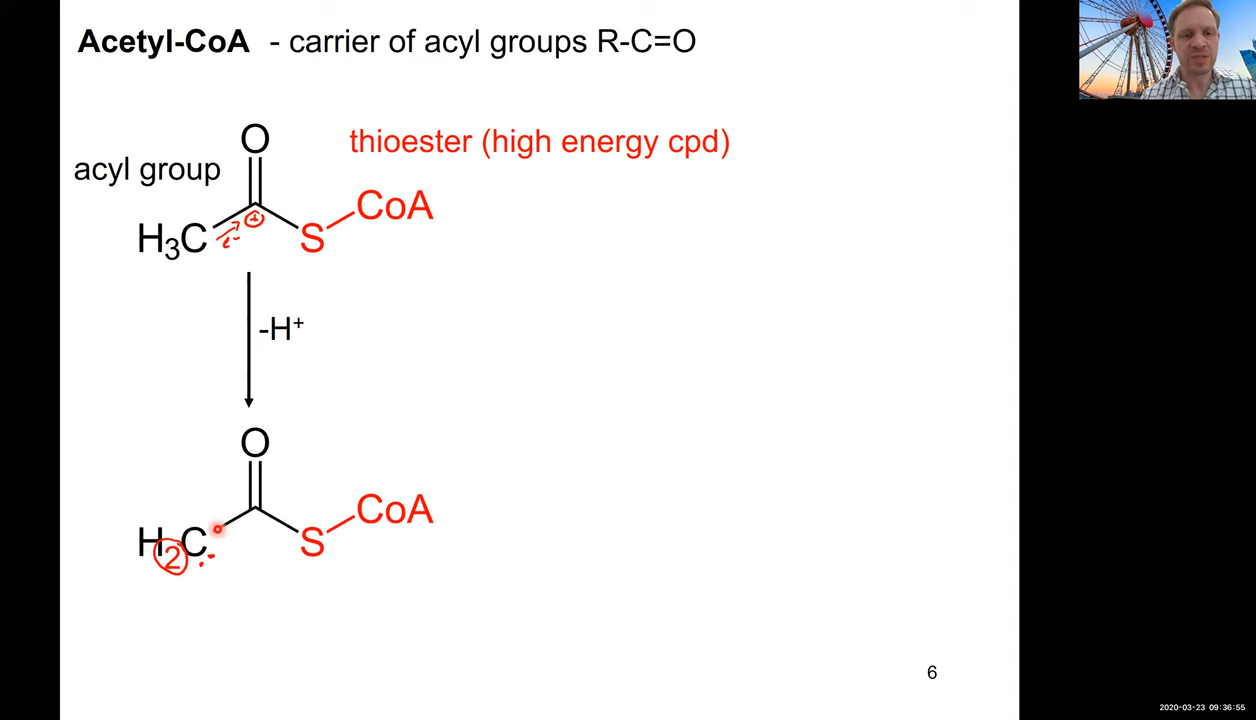 Acetyl-CoA - carrier of acyl groups R-C=O
O
thioester (high energy cpd)
acyl group
CoA
+
H₃C
e-
S
-H⁺
O
CoA
H₂C:-
S
6
2020-03-23 09:36:55